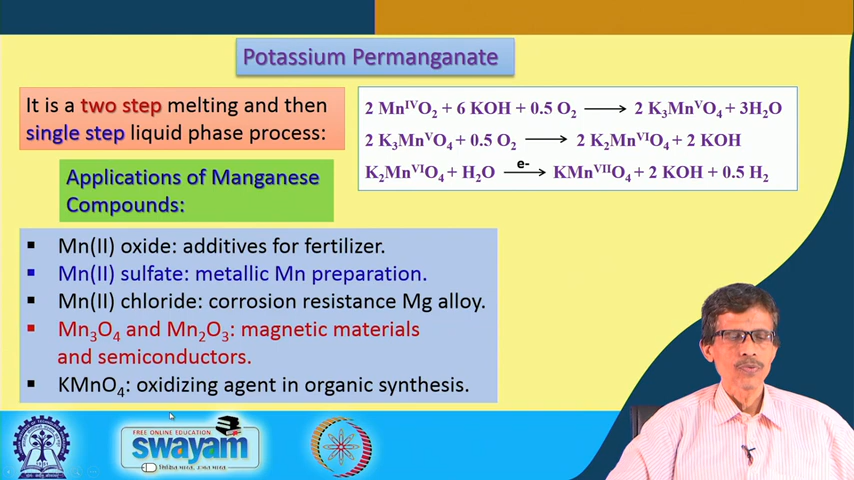 Potassium Permanganate
It is a two step melting and then
single step liquid phase process:
2 Mn^IVO₂ + 6 KOH + 0.5 O₂ ⟶ 2 K₃Mn^VO₄ + 3H₂O
2 K₃Mn^VO₄ + 0.5 O₂ ⟶ 2 K₂Mn^VIO₄ + 2 KOH
e-
K₂Mn^VIO₄ + H₂O ⟶ KMn^VIIO₄ + 2 KOH + 0.5 H₂
Applications of Manganese
Compounds:
▪ Mn(II) oxide: additives for fertilizer.
▪ Mn(II) sulfate: metallic Mn preparation.
▪ Mn(II) chloride: corrosion resistance Mg alloy.
▪ Mn₃O₄ and Mn₂O₃: magnetic materials
and semiconductors.
▪ KMnO₄: oxidizing agent in organic synthesis.
FREE ONLINE EDUCATION
swayam